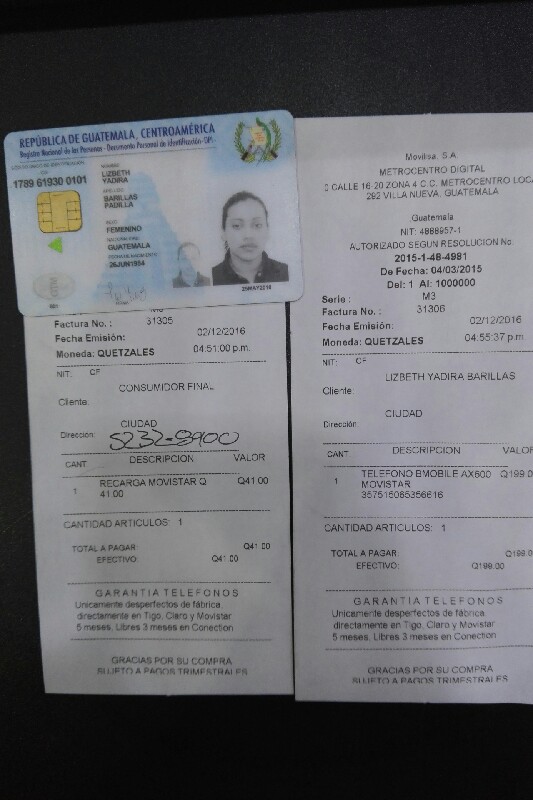 REPÚBLICA DE GUATEMALA, CENTROAMÉRICA
Registro Nacional de las Personas - Documento Personal de Identificación - DPI -
1789 61930 0101
NOMBRE
LIZBETH
YADIRA
APELLIDO
BARILLAS
PADILLA
SEXO
FEMENINO
NACIONALIDAD
GUATEMALA
FECHA DE NACIMIENTO
26JUN1994
25MAY2018
Factura No. : 31305
Fecha Emisión: 02/12/2016
Moneda: QUETZALES 04:51:00 p.m.
NIT: CF
CONSUMIDOR FINAL
Cliente:
CIUDAD
Dirección: 5232-8900
CANT. DESCRIPCION VALOR
1 RECARGA MOVISTAR Q Q41.00
41.00
CANTIDAD ARTICULOS: 1
TOTAL A PAGAR: Q41.00
EFECTIVO: Q41.00
GARANTIA TELEFONOS
Unicamente desperfectos de fábrica,
directamente en Tigo, Claro y Movistar
5 meses, Libres 3 meses en Conection
GRACIAS POR SU COMPRA
SUJETO A PAGOS TRIMESTRALES
Movilisa, S.A.
METROCENTRO DIGITAL
0 CALLE 16-20 ZONA 4 C.C. METROCENTRO LOCA
282 VILLA NUEVA, GUATEMALA
Guatemala
NIT: 4888957-1
AUTORIZADO SEGUN RESOLUCION No.
2015-1-48-4981
De Fecha: 04/03/2015
Del: 1 Al: 1000000
Serie : M3
Factura No. : 31306
Fecha Emisión: 02/12/2016
Moneda: QUETZALES 04:55:37 p.m.
NIT: CF
LIZBETH YADIRA BARILLAS
Cliente:
CIUDAD
Dirección:
CANT. DESCRIPCION VALOR
1 TELEFONO BMOBILE AX600 Q199.0
MOVISTAR
357515065356616
CANTIDAD ARTICULOS: 1
TOTAL A PAGAR: Q199.0
EFECTIVO: Q199.00
GARANTIA TELEFONOS
Unicamente desperfectos de fábrica,
directamente en Tigo, Claro y Movistar
5 meses, Libres 3 meses en Conection
GRACIAS POR SU COMPRA
SUJETO A PAGOS TRIMESTRALES